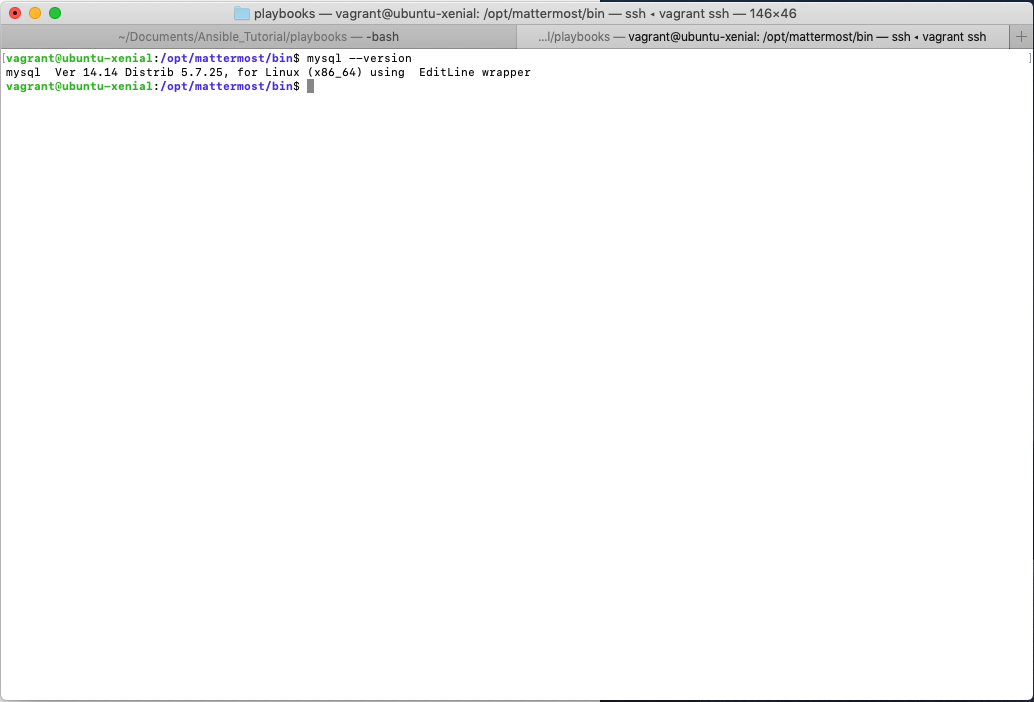 playbooks — vagrant@ubuntu-xenial: /opt/mattermost/bin — ssh ◂ vagrant ssh — 146×46
~/Documents/Ansible_Tutorial/playbooks — -bash
...l/playbooks — vagrant@ubuntu-xenial: /opt/mattermost/bin — ssh ◂ vagrant ssh
+
[vagrant@ubuntu-xenial:/opt/mattermost/bin$ mysql --version ]
mysql  Ver 14.14 Distrib 5.7.25, for Linux (x86_64) using  EditLine wrapper
vagrant@ubuntu-xenial:/opt/mattermost/bin$